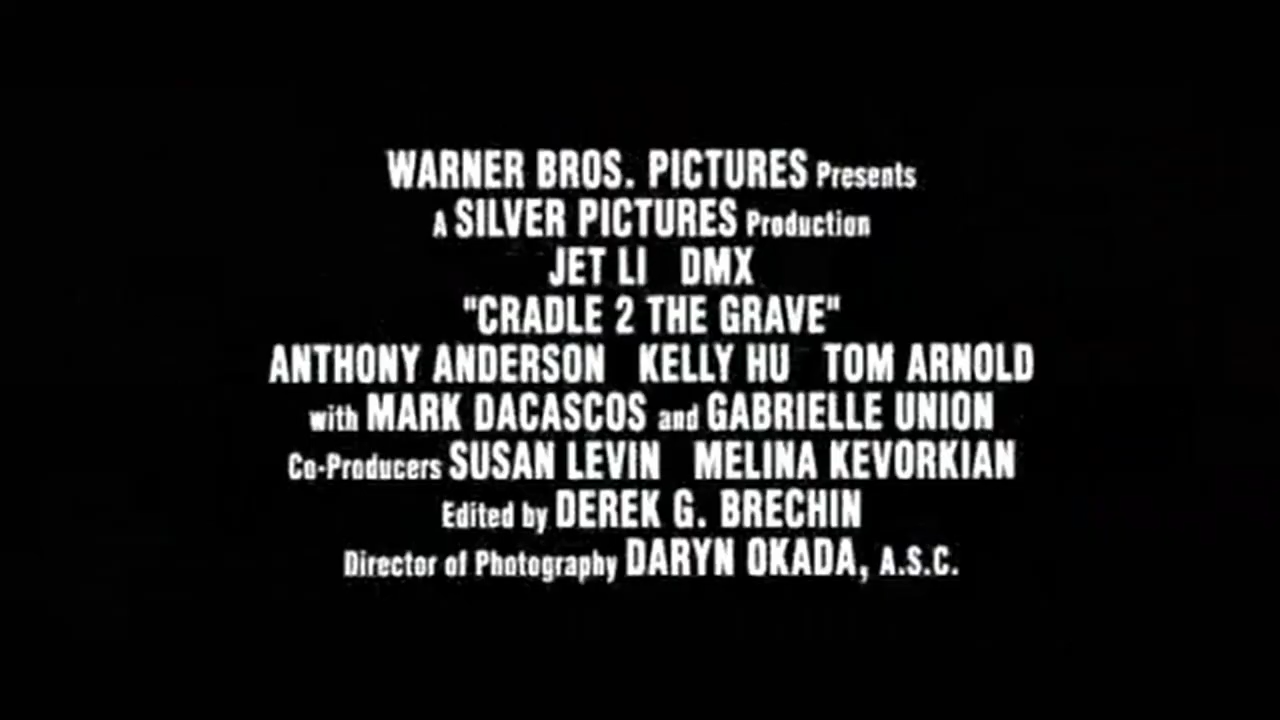 WARNER BROS. PICTURES Presents
A SILVER PICTURES Production
JET LI DMX
"CRADLE 2 THE GRAVE"
ANTHONY ANDERSON KELLY HU TOM ARNOLD
with MARK DACASCOS and GABRIELLE UNION
Co-Producers SUSAN LEVIN MELINA KEVORKIAN
Edited by DEREK G. BRECHIN
Director of Photography DARYN OKADA, A.S.C.